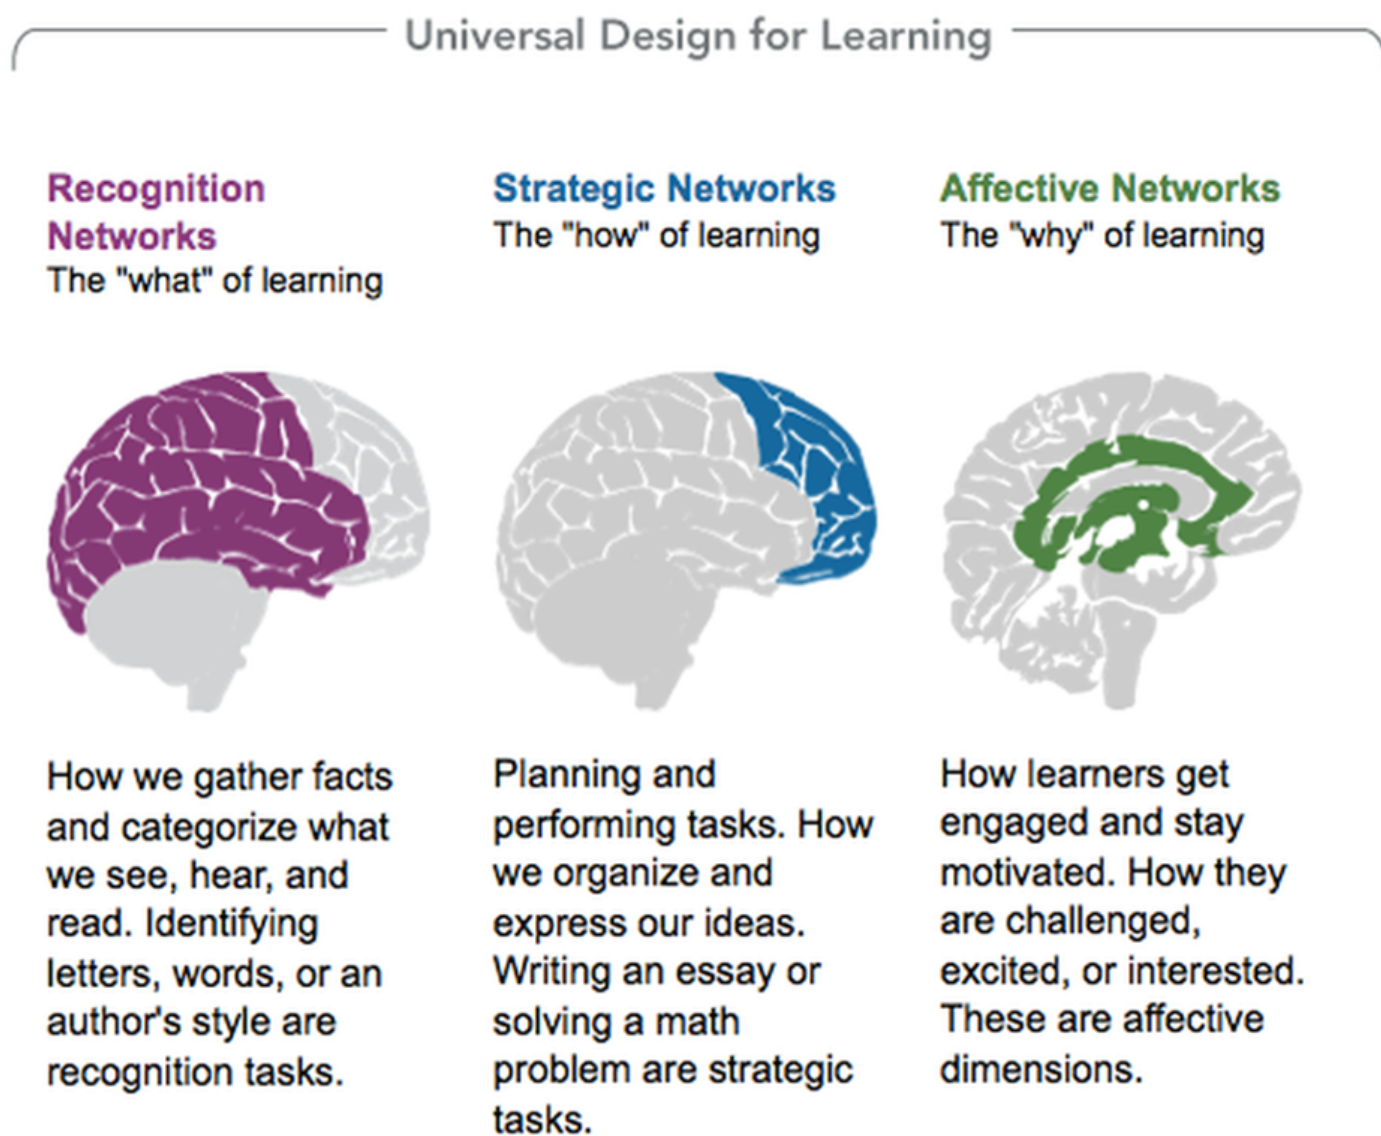 Universal Design for Learning
Recognition
Networks
The "what" of learning
How we gather facts
and categorize what
we see, hear, and
read. Identifying
letters, words, or an
author's style are
recognition tasks.
Strategic Networks
The "how" of learning
Planning and
performing tasks. How
we organize and
express our ideas.
Writing an essay or
solving a math
problem are strategic
tasks.
Affective Networks
The "why" of learning
How learners get
engaged and stay
motivated. How they
are challenged,
excited, or interested.
These are affective
dimensions.